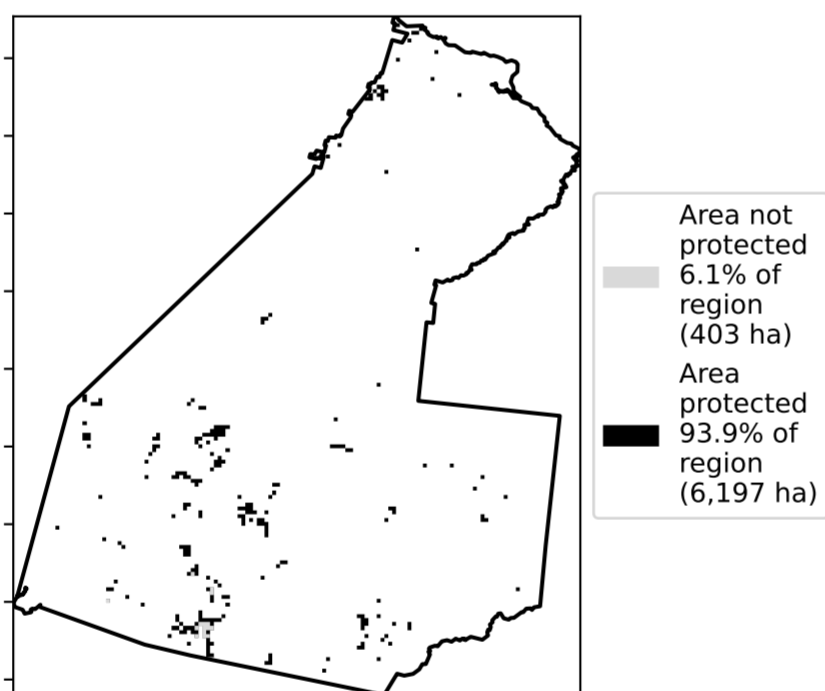 Area not
protected
6.1% of
region
(403 ha)
Area
protected
93.9% of
region
(6,197 ha)